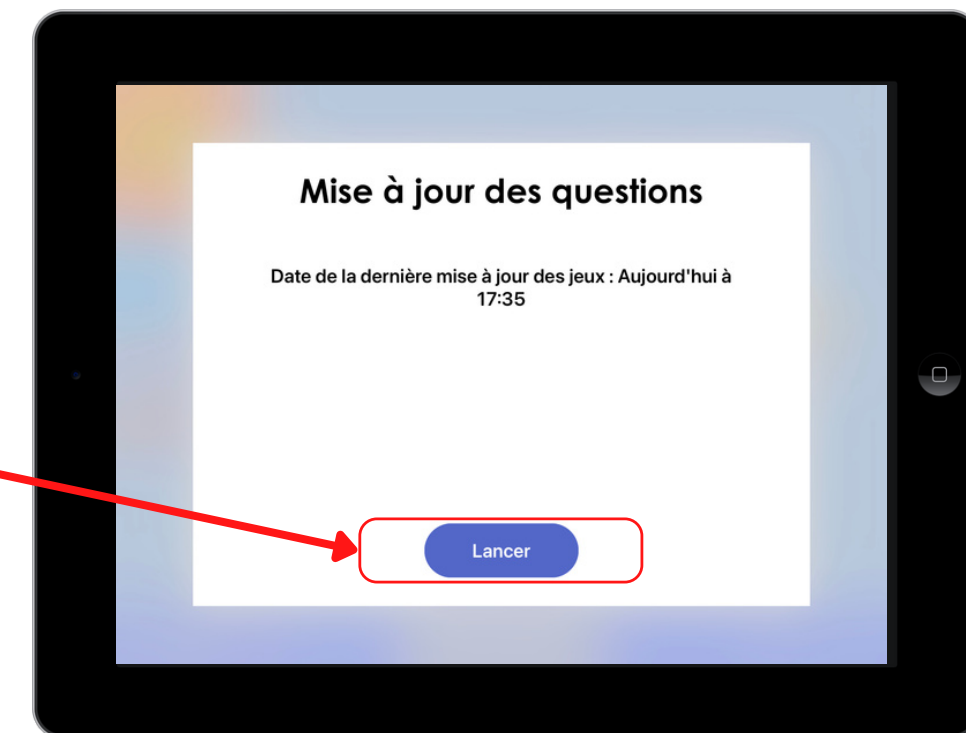 Mise à jour des questions
Date de la dernière mise à jour des jeux : Aujourd'hui à
17:35
Lancer